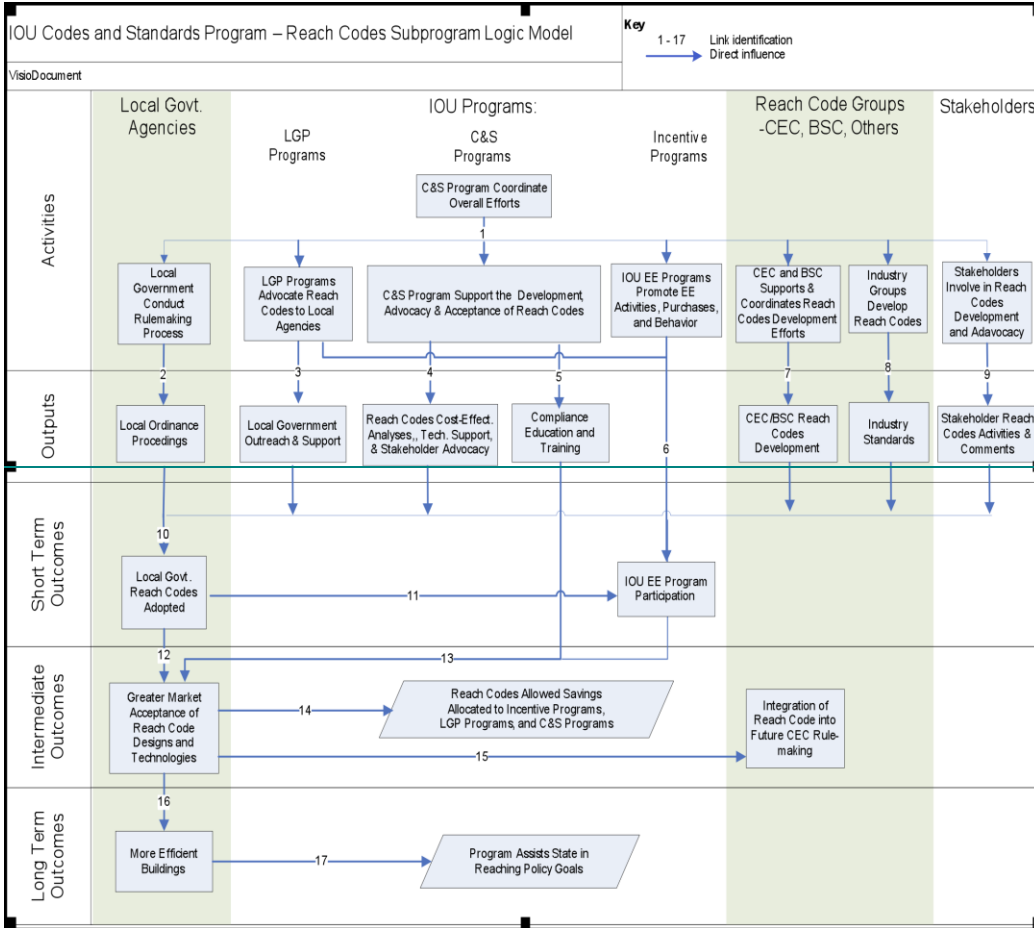 IOU Codes and Standards Program – Reach Codes Subprogram Logic Model
Key
1 - 17
Link identification
Direct influence
VisioDocument
Local Govt.
Agencies
IOU Programs:
Reach Code Groups
-CEC, BSC, Others
Stakeholders
LGP
Programs
C&S
Programs
Incentive
Programs
Activities
C&S Program Coordinate
Overall Efforts
1
Local
Government
Conduct
Rulemaking
Process
LGP Programs
Advocate Reach
Codes to Local
Agencies
C&S Program Support the Development,
Advocacy & Acceptance of Reach Codes
IOU EE Programs
Promote EE
Activities, Purchases,
and Behavior
CEC and BSC
Supports &
Coordinates Reach
Codes Development
Efforts
Industry
Groups
Develop
Reach Codes
Stakeholders
Involve in Reach
Codes
Development
and Adavocacy
2
3
4
5
7
8
9
Outputs
Local Ordinance
Procedings
Local Government
Outreach & Support
Reach Codes Cost-Effect.
Analyses,, Tech. Support,
& Stakeholder Advocacy
Compliance
Education and
Training
6
CEC/BSC Reach
Codes
Development
Industry
Standards
Stakeholder Reach
Codes Activities &
Comments
Short Term
Outcomes
10
Local Govt.
Reach Codes
Adopted
11
IOU EE Program
Participation
12
13
Intermediate
Outcomes
Greater Market
Acceptance of
Reach Code
Designs and
Technologies
14
Reach Codes Allowed Savings
Allocated to Incentive Programs,
LGP Programs, and C&S Programs
15
Integration of
Reach Code into
Future CEC Rule-
making
16
Long Term
Outcomes
More Efficient
Buildings
17
Program Assists State in
Reaching Policy Goals